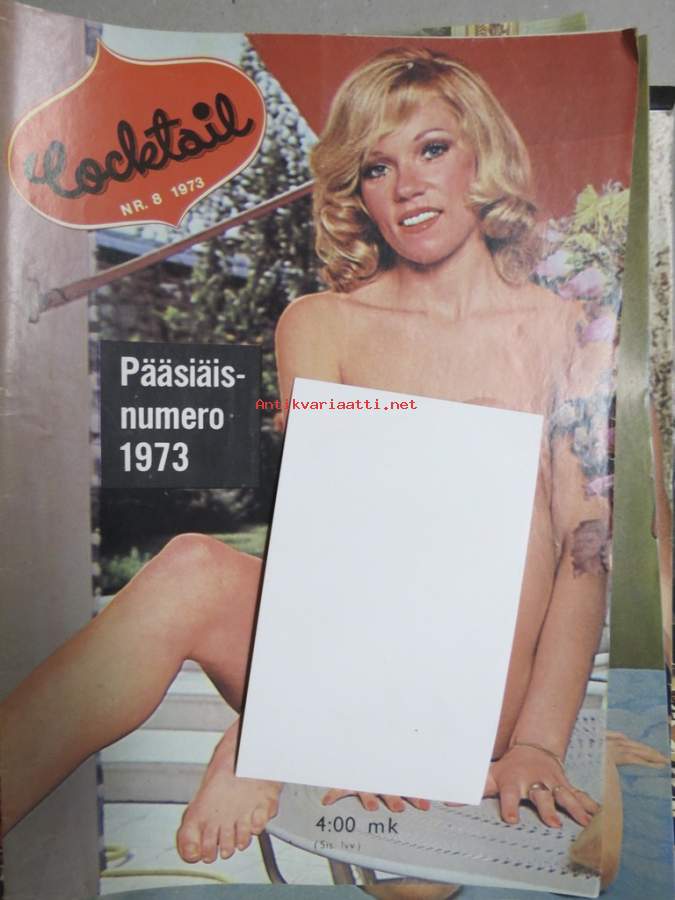 Cocktail
NR. 8 1973
Pääsiäis-
numero
1973
Antikvariaatti.net
4:00 mk
(Sis. lvv)